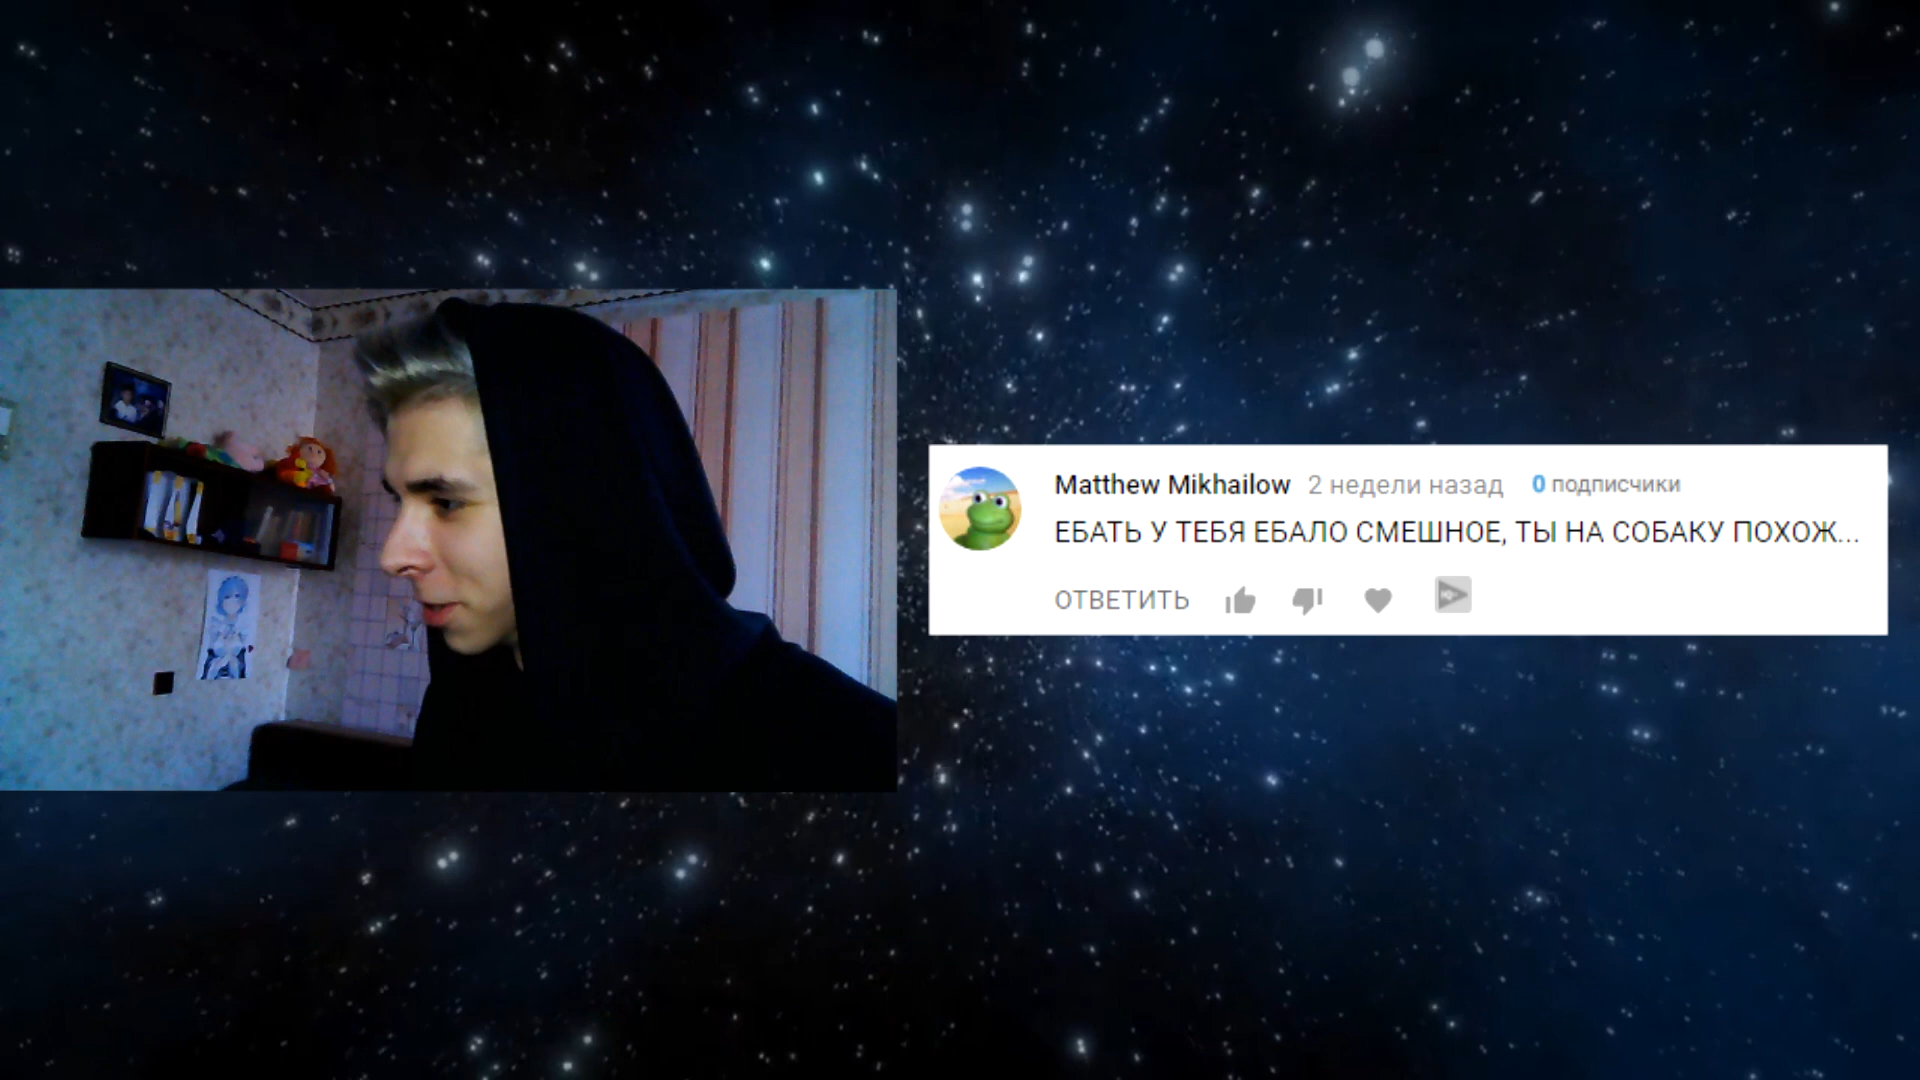 Matthew Mikhailow 2 недели назад 0 подписчики
ЕБАТЬ У ТЕБЯ ЕБАЛО СМЕШНОЕ, ТЫ НА СОБАКУ ПОХОЖ...
ОТВЕТИТЬ